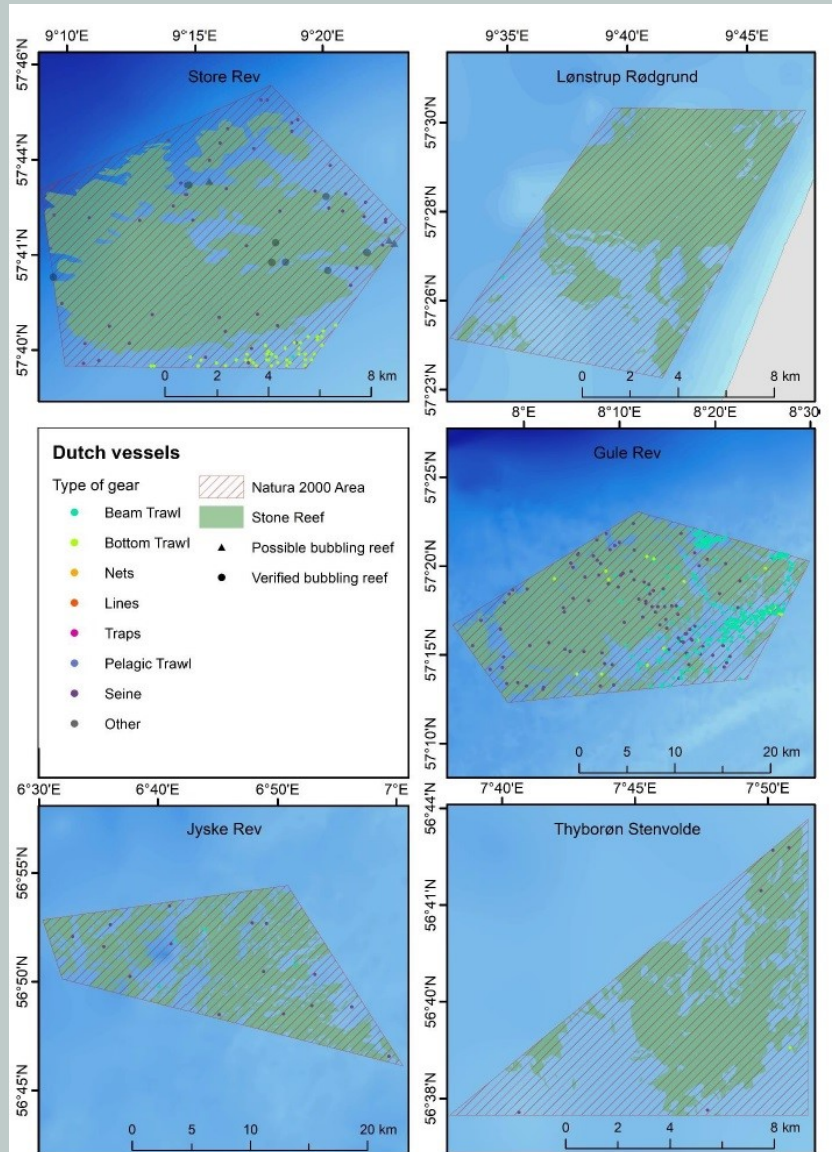 9°10'E 9°15'E 9°20'E
57°46'N
57°44'N
57°41'N
57°40'N
Store Rev
0 2 4 8 km
9°35'E 9°40'E 9°45'E
57°30'N
57°28'N
57°26'N
57°23'N
Lønstrup Rødgrund
0 2 4 8 km
Dutch vessels
Type of gear
Beam Trawl
Bottom Trawl
Nets
Lines
Traps
Pelagic Trawl
Seine
Other
Natura 2000 Area
Stone Reef
Possible bubbling reef
Verified bubbling reef
8°E 8°10'E 8°20'E 8°30
57°25'N
57°20'N
57°15'N
57°10'N
Gule Rev
0 5 10 20 km
6°30'E 6°40'E 6°50'E 7°E
56°55'N
56°50'N
56°45'N
Jyske Rev
0 5 10 20 km
7°40'E 7°45'E 7°50'E
56°44'N
56°41'N
56°40'N
56°38'N
Thyborøn Stenvolde
0 2 4 8 km